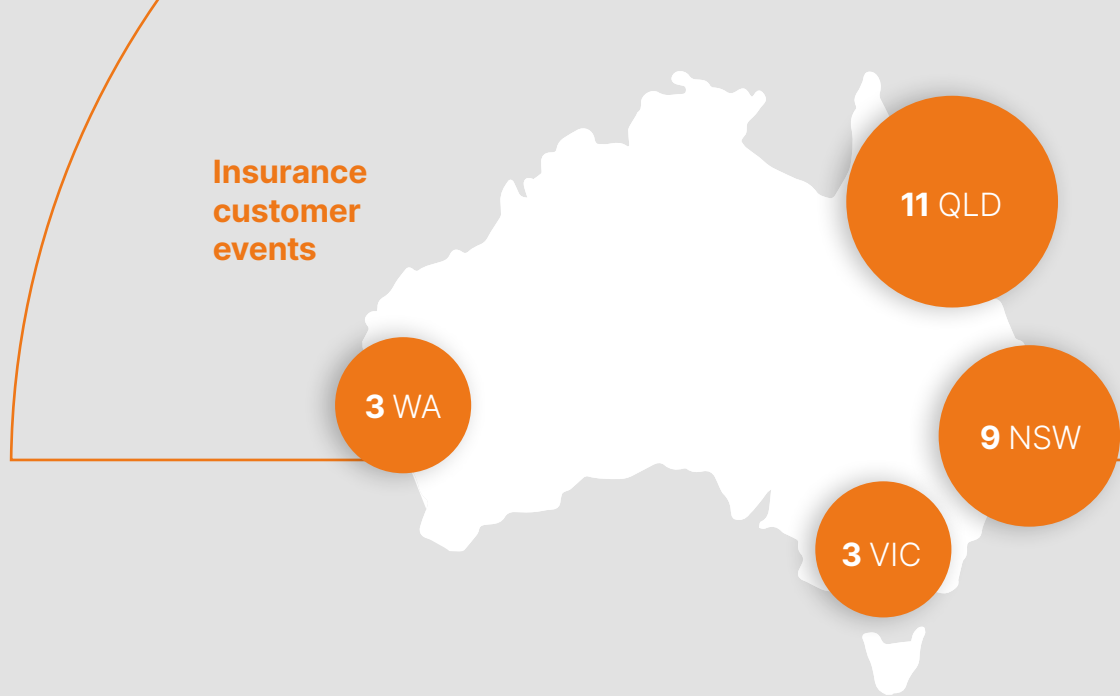 Insurance
customer
events
11 QLD
3 WA
9 NSW
3 VIC